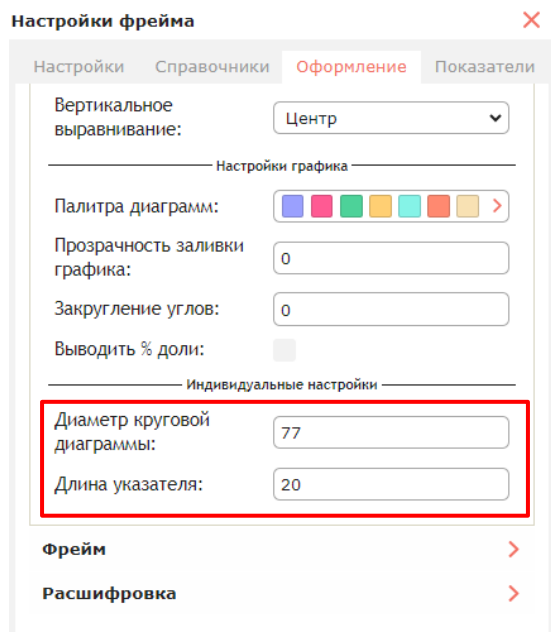 Настройки фрейма
Настройки Справочники Оформление Показатели
Вертикальное
выравнивание:
Центр
Настройки графика
Палитра диаграмм:
Прозрачность заливки
графика:
0
Закругление углов:
0
Выводить % доли:
Индивидуальные настройки
Диаметр круговой
диаграммы:
77
Длина указателя:
20
Фрейм
Расшифровка